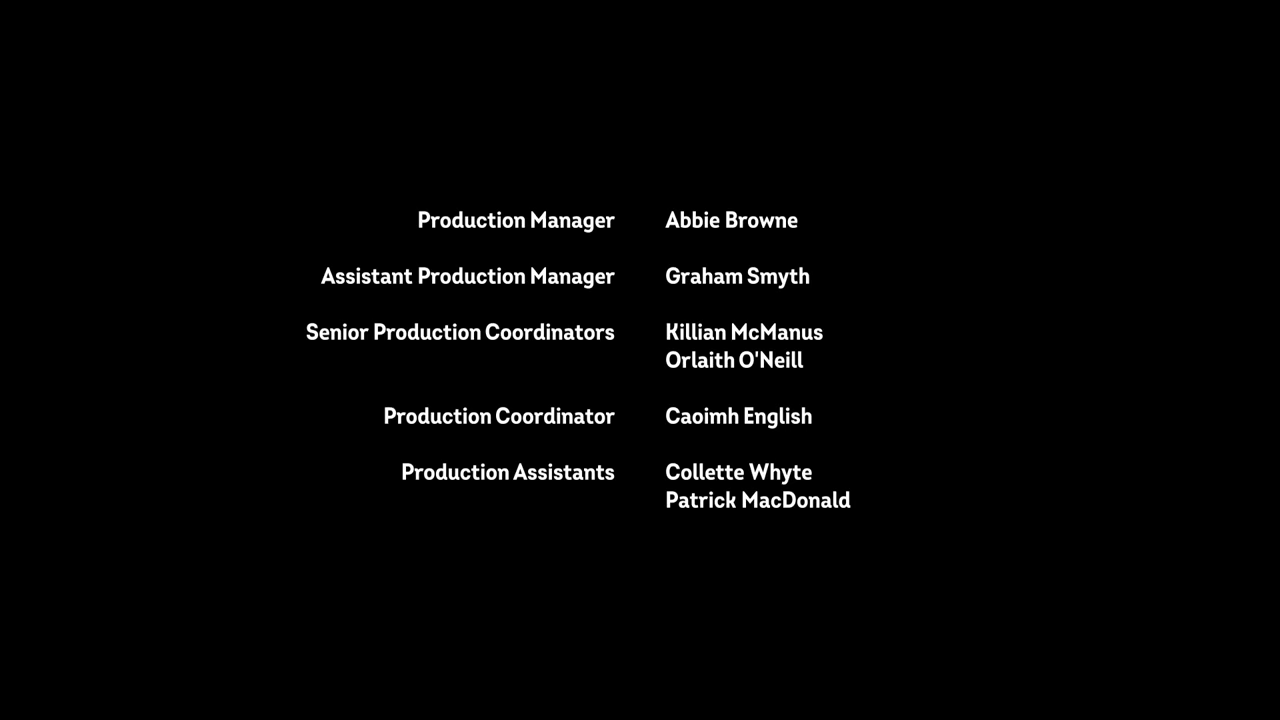 Production Manager Abbie Browne
Assistant Production Manager Graham Smyth
Senior Production Coordinators Killian McManus
Orlaith O'Neill
Production Coordinator Caoimh English
Production Assistants Collette Whyte
Patrick MacDonald